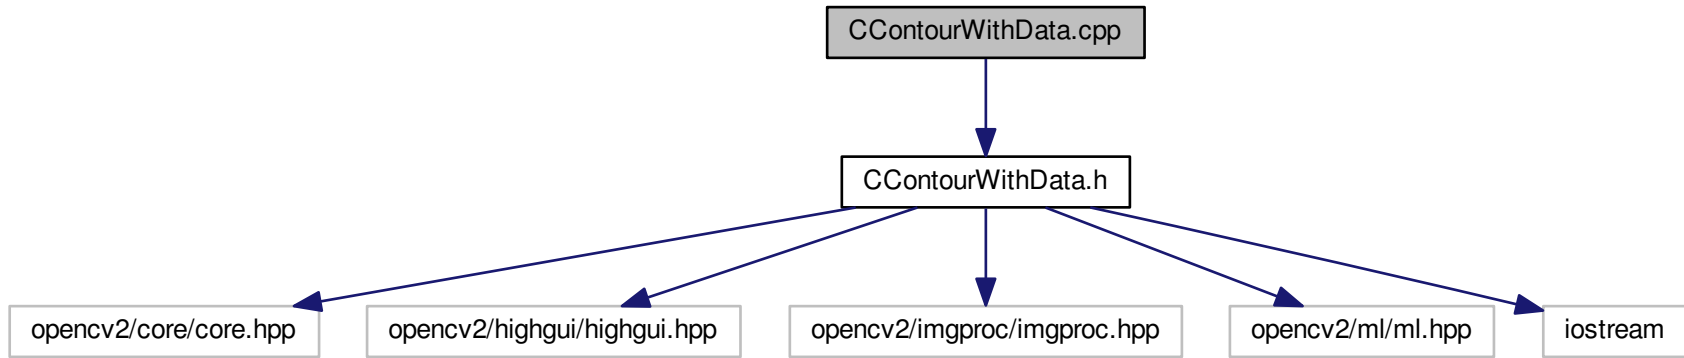 CContourWithData.cpp
CContourWithData.h
opencv2/core/core.hpp
opencv2/highgui/highgui.hpp
opencv2/imgproc/imgproc.hpp
opencv2/ml/ml.hpp
iostream